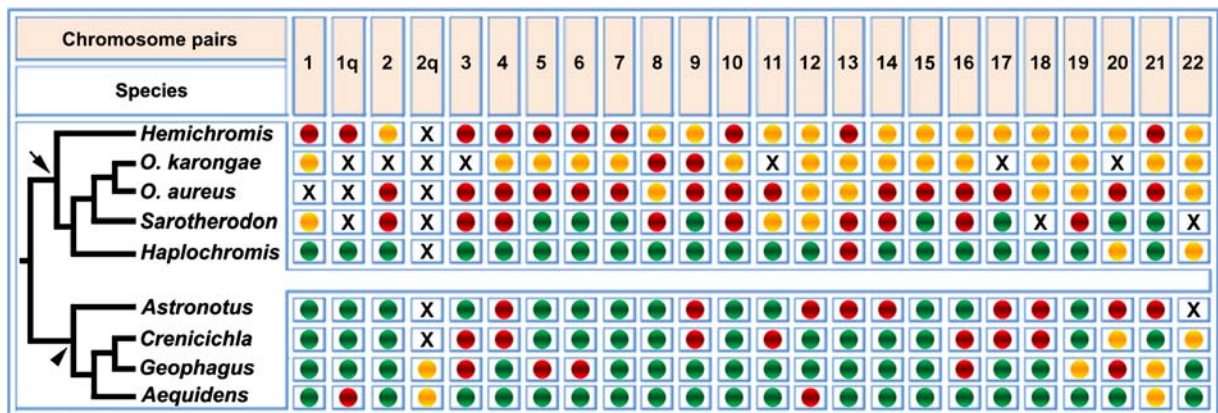 Chromosome pairs
1 1q 2 2q 3 4 5 6 7 8 9 10 11 12 13 14 15 16 17 18 19 20 21 22
Species
Hemichromis X
O. karongae X X X X X X X
O. aureus X X X
Sarotherodon X X X X
Haplochromis X
Astronotus X X
Crenicichla X
Geophagus
Aequidens